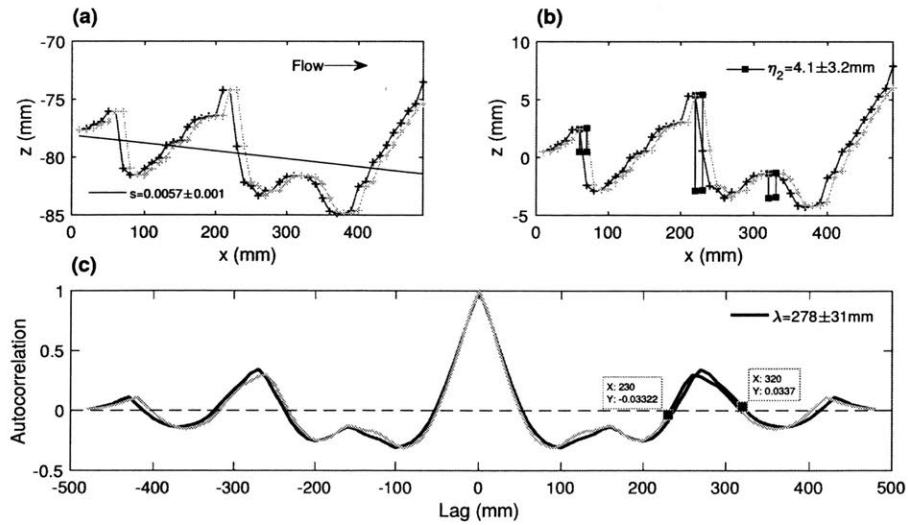 (a)
(b)
-70
-75
-80
-85
z (mm)
Flow
s=0.0057±0.001
0
100
200
300
400
x (mm)
10
5
0
-5
z (mm)
η2=4.1±3.2mm
0
100
200
300
400
x (mm)
(c)
1
0.5
0
-0.5
Autocorrelation
λ=278±31mm
X: 230
Y: -0.03322
X: 320
Y: 0.0337
-500
-400
-300
-200
-100
0
100
200
300
400
500
Lag (mm)